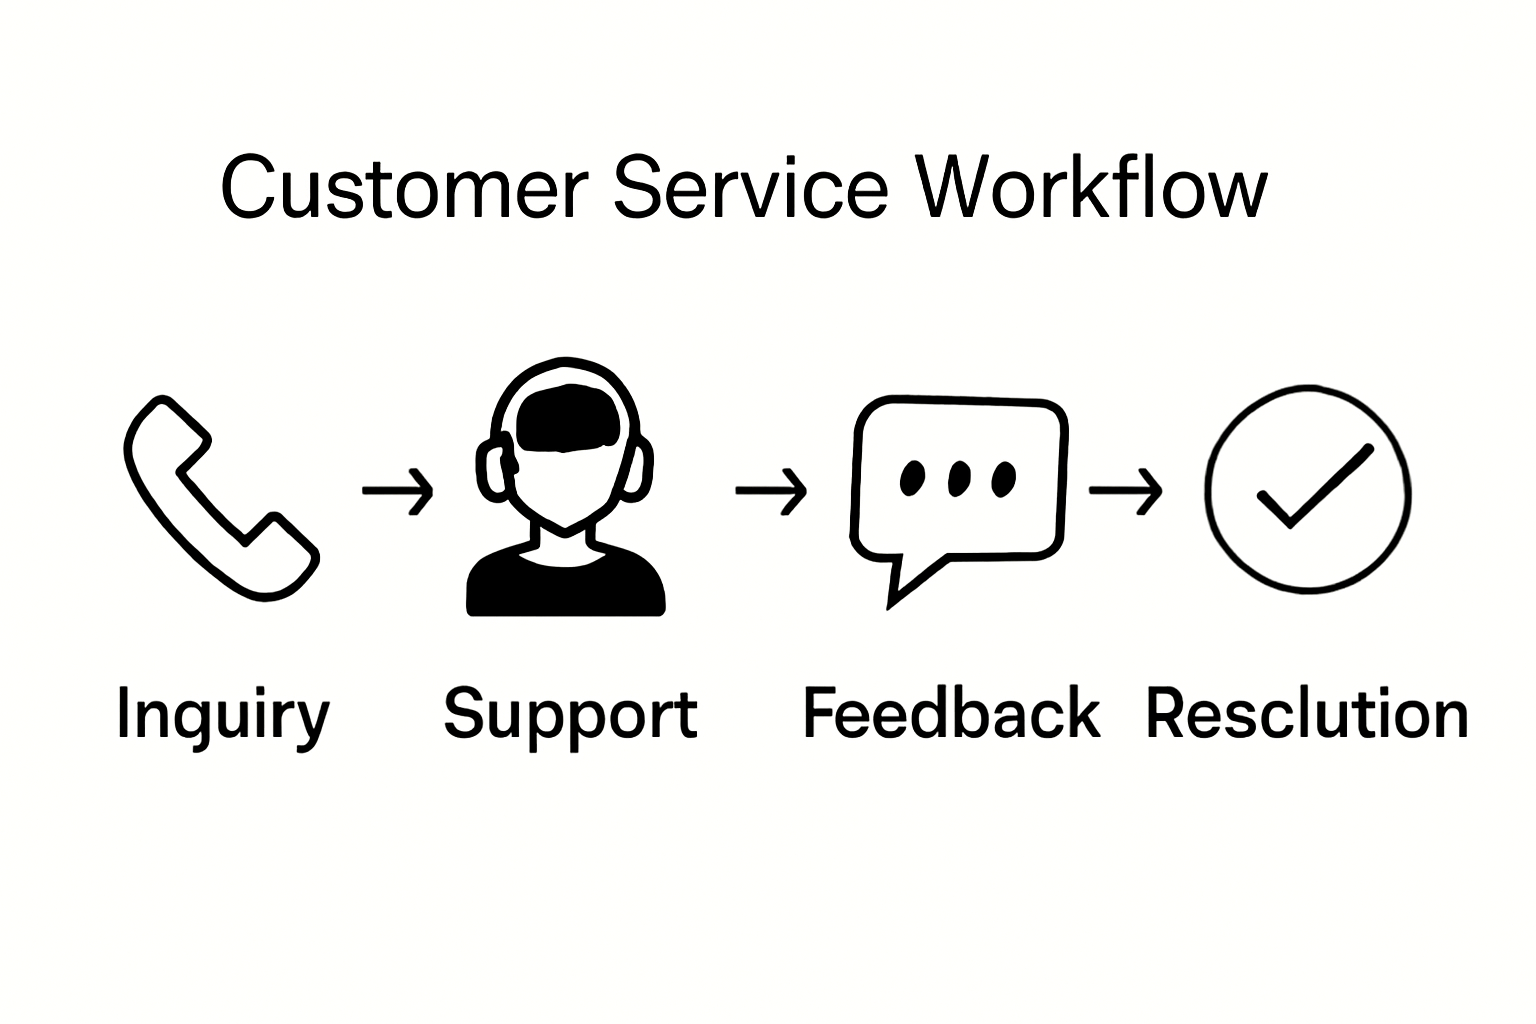 Customer Service Workflow
Inguiry Support Feedback Resclution